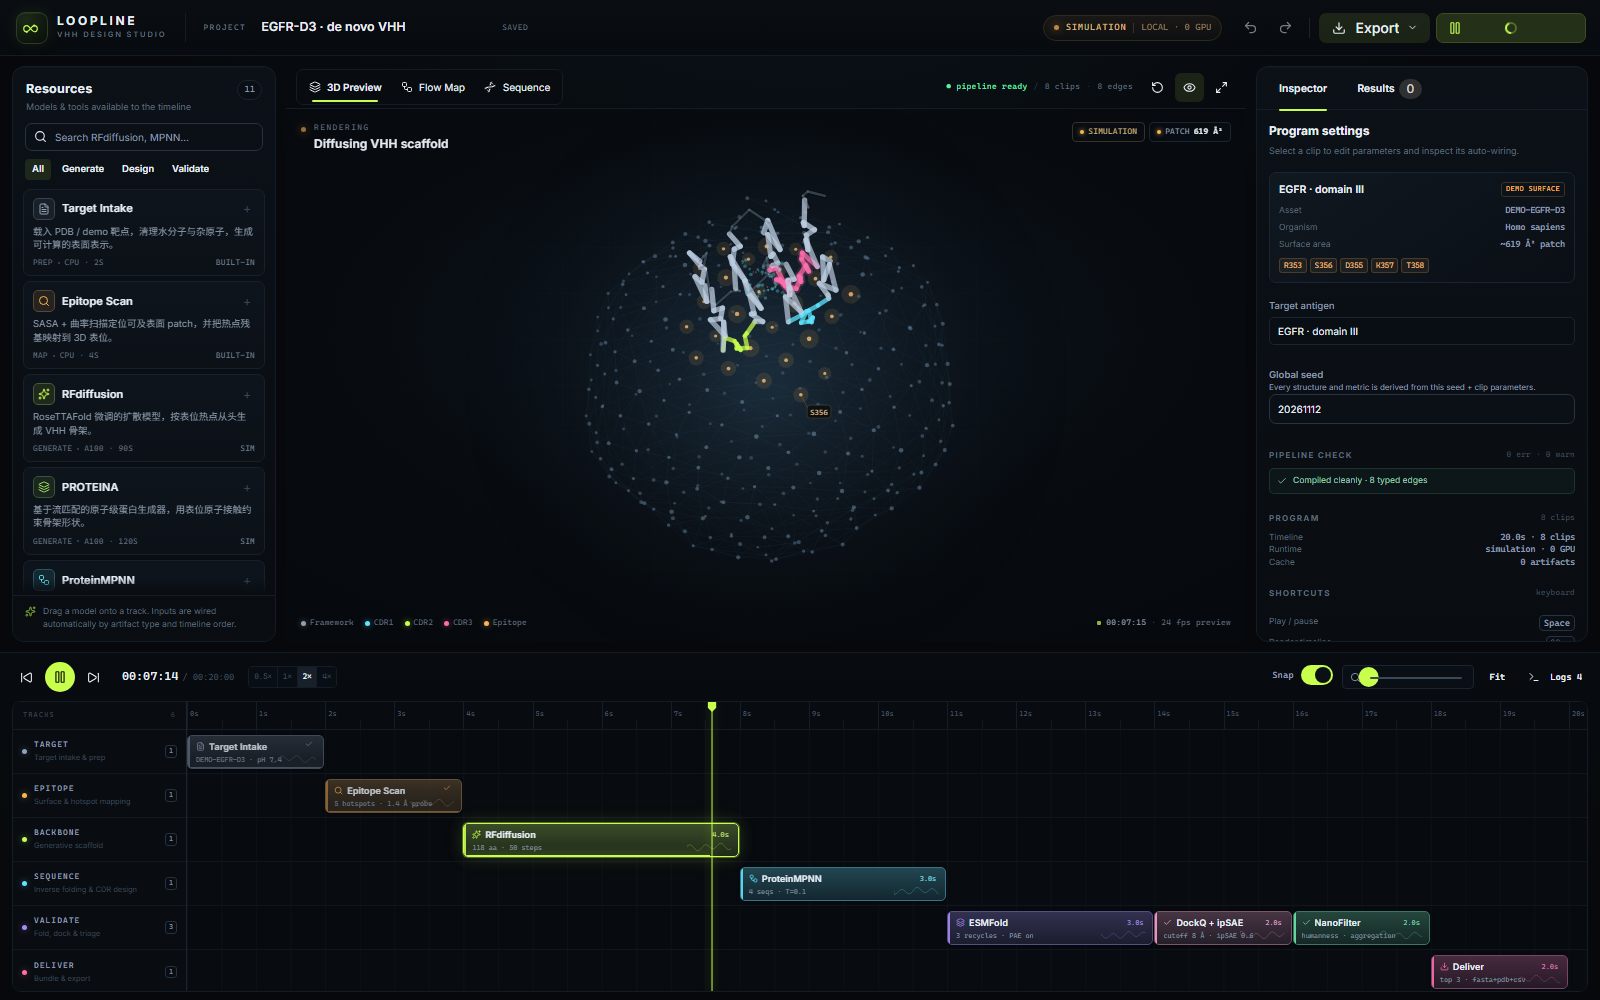 LOOPLINE
VHH DESIGN STUDIO
PROJECT
EGFR-D3 · de novo VHH
SAVED
SIMULATION
LOCAL · 0 GPU
Export
Resources
11
Models & tools available to the timeline
Search RFdiffusion, MPNN...
All
Generate
Design
Validate
Target Intake
载入 PDB / demo 靶点，清理水分子与杂原子，生成
可计算的表面表示。
PREP · CPU · 2S
BUILT-IN
Epitope Scan
SASA + 曲率扫描定位可及表面 patch，并把热点残
基映射到 3D 表位。
MAP · CPU · 4S
BUILT-IN
RFdiffusion
RoseTTAFold 微调的扩散模型，按表位热点从头生
成 VHH 骨架。
GENERATE · A100 · 90S
SIM
PROTEINA
基于流匹配的原子级蛋白生成器，用表位原子接触约
束骨架形状。
GENERATE · A100 · 120S
SIM
ProteinMPNN
Drag a model onto a track. Inputs are wired
automatically by artifact type and timeline order.
3D Preview
Flow Map
Sequence
pipeline ready / 8 clips · 8 edges
RENDERING
Diffusing VHH scaffold
SIMULATION
PATCH 619 Å²
S356
Framework
CDR1
CDR2
CDR3
Epitope
00:07:15 · 24 fps preview
Inspector
Results 0
Program settings
Select a clip to edit parameters and inspect its auto-wiring.
EGFR · domain III
DEMO SURFACE
Asset
DEMO-EGFR-D3
Organism
Homo sapiens
Surface area
~619 Å² patch
R353
S356
D355
K357
T358
Target antigen
EGFR · domain III
Global seed
Every structure and metric is derived from this seed + clip parameters.
20261112
PIPELINE CHECK
0 err · 0 warn
Compiled cleanly · 8 typed edges
PROGRAM
8 clips
Timeline
20.0s · 8 clips
Runtime
simulation · 0 GPU
Cache
0 artifacts
SHORTCUTS
keyboard
Play / pause
Space
00:07:14 / 00:20:00
0.5×
1×
2×
4×
Snap
Fit
Logs 4
TRACKS
6
0s
1s
2s
3s
4s
5s
6s
7s
8s
9s
10s
11s
12s
13s
14s
15s
16s
17s
18s
19s
20s
TARGET
Target intake & prep
1
Target Intake
DEMO-EGFR-D3 · pH 7.4
EPITOPE
Surface & hotspot mapping
1
Epitope Scan
5 hotspots · 1.4 Å probe
BACKBONE
Generative scaffold
1
RFdiffusion
4.0s
118 aa · 50 steps
SEQUENCE
Inverse folding & CDR design
1
ProteinMPNN
3.0s
4 seqs · T=0.1
VALIDATE
Fold, dock & triage
3
ESMFold
3.0s
3 recycles · PAE on
DockQ + ipSAE
2.0s
cutoff 8 Å · ipSAE 0.6
NanoFilter
2.0s
humanness · aggregation
DELIVER
Bundle & export
1
Deliver
2.0s
top 3 · fasta+pdb+csv